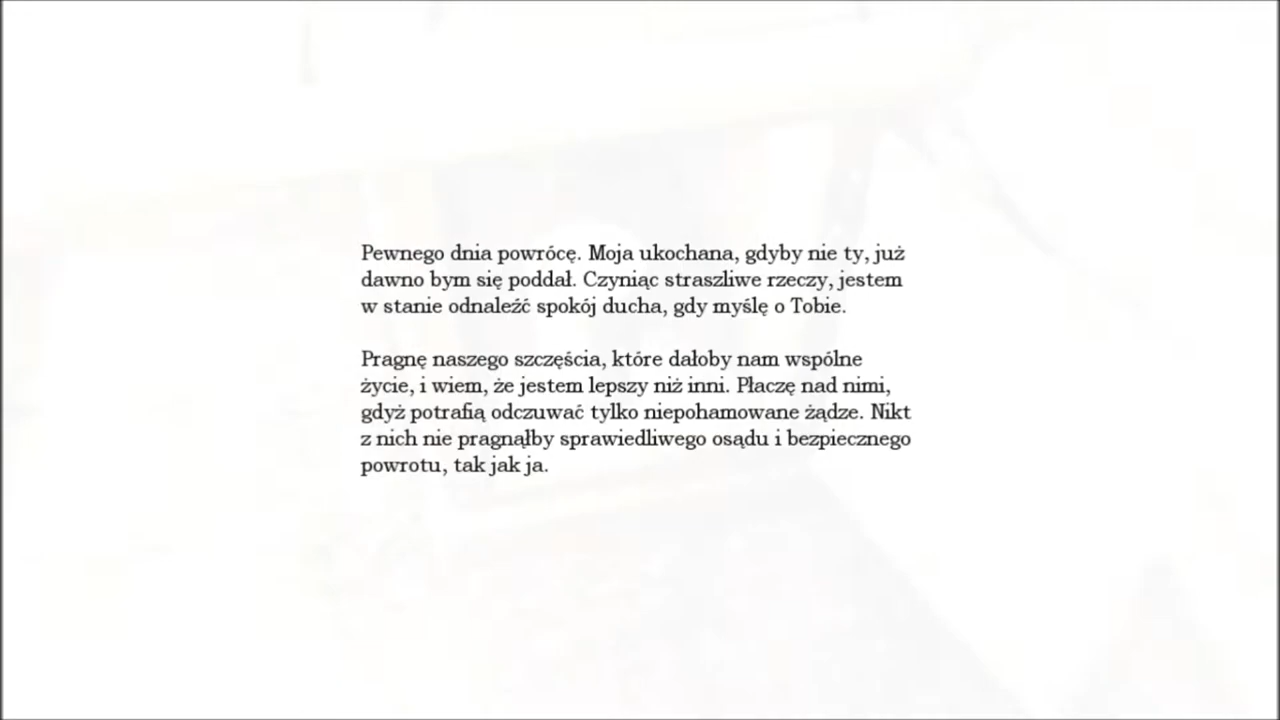 Pewnego dnia powrócę. Moja ukochana, gdyby nie ty, już
dawno bym się poddał. Czyniąc straszliwe rzeczy, jestem
w stanie odnaleźć spokój ducha, gdy myślę o Tobie.
Pragnę naszego szczęścia, które dałoby nam wspólne
życie, i wiem, że jestem lepszy niż inni. Płaczę nad nimi,
gdyż potrafią odczuwać tylko niepohamowane żądze. Nikt
z nich nie pragnąłby sprawiedliwego osądu i bezpiecznego
powrotu, tak jak ja.